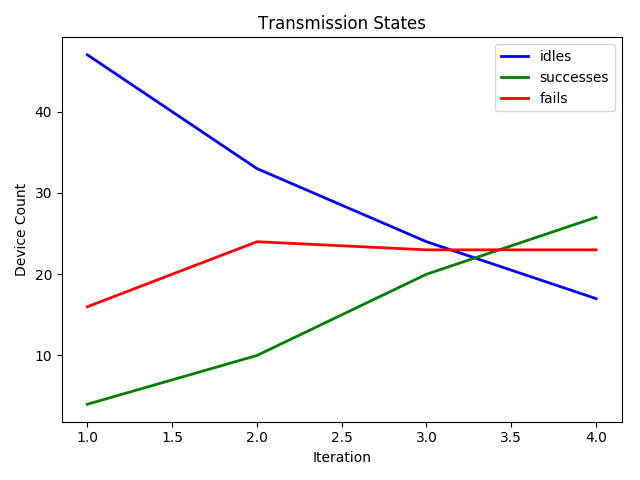 Transmission States
idles
successes
fails
Device Count
40
30
20
10
1.0 1.5 2.0 2.5 3.0 3.5 4.0
Iteration